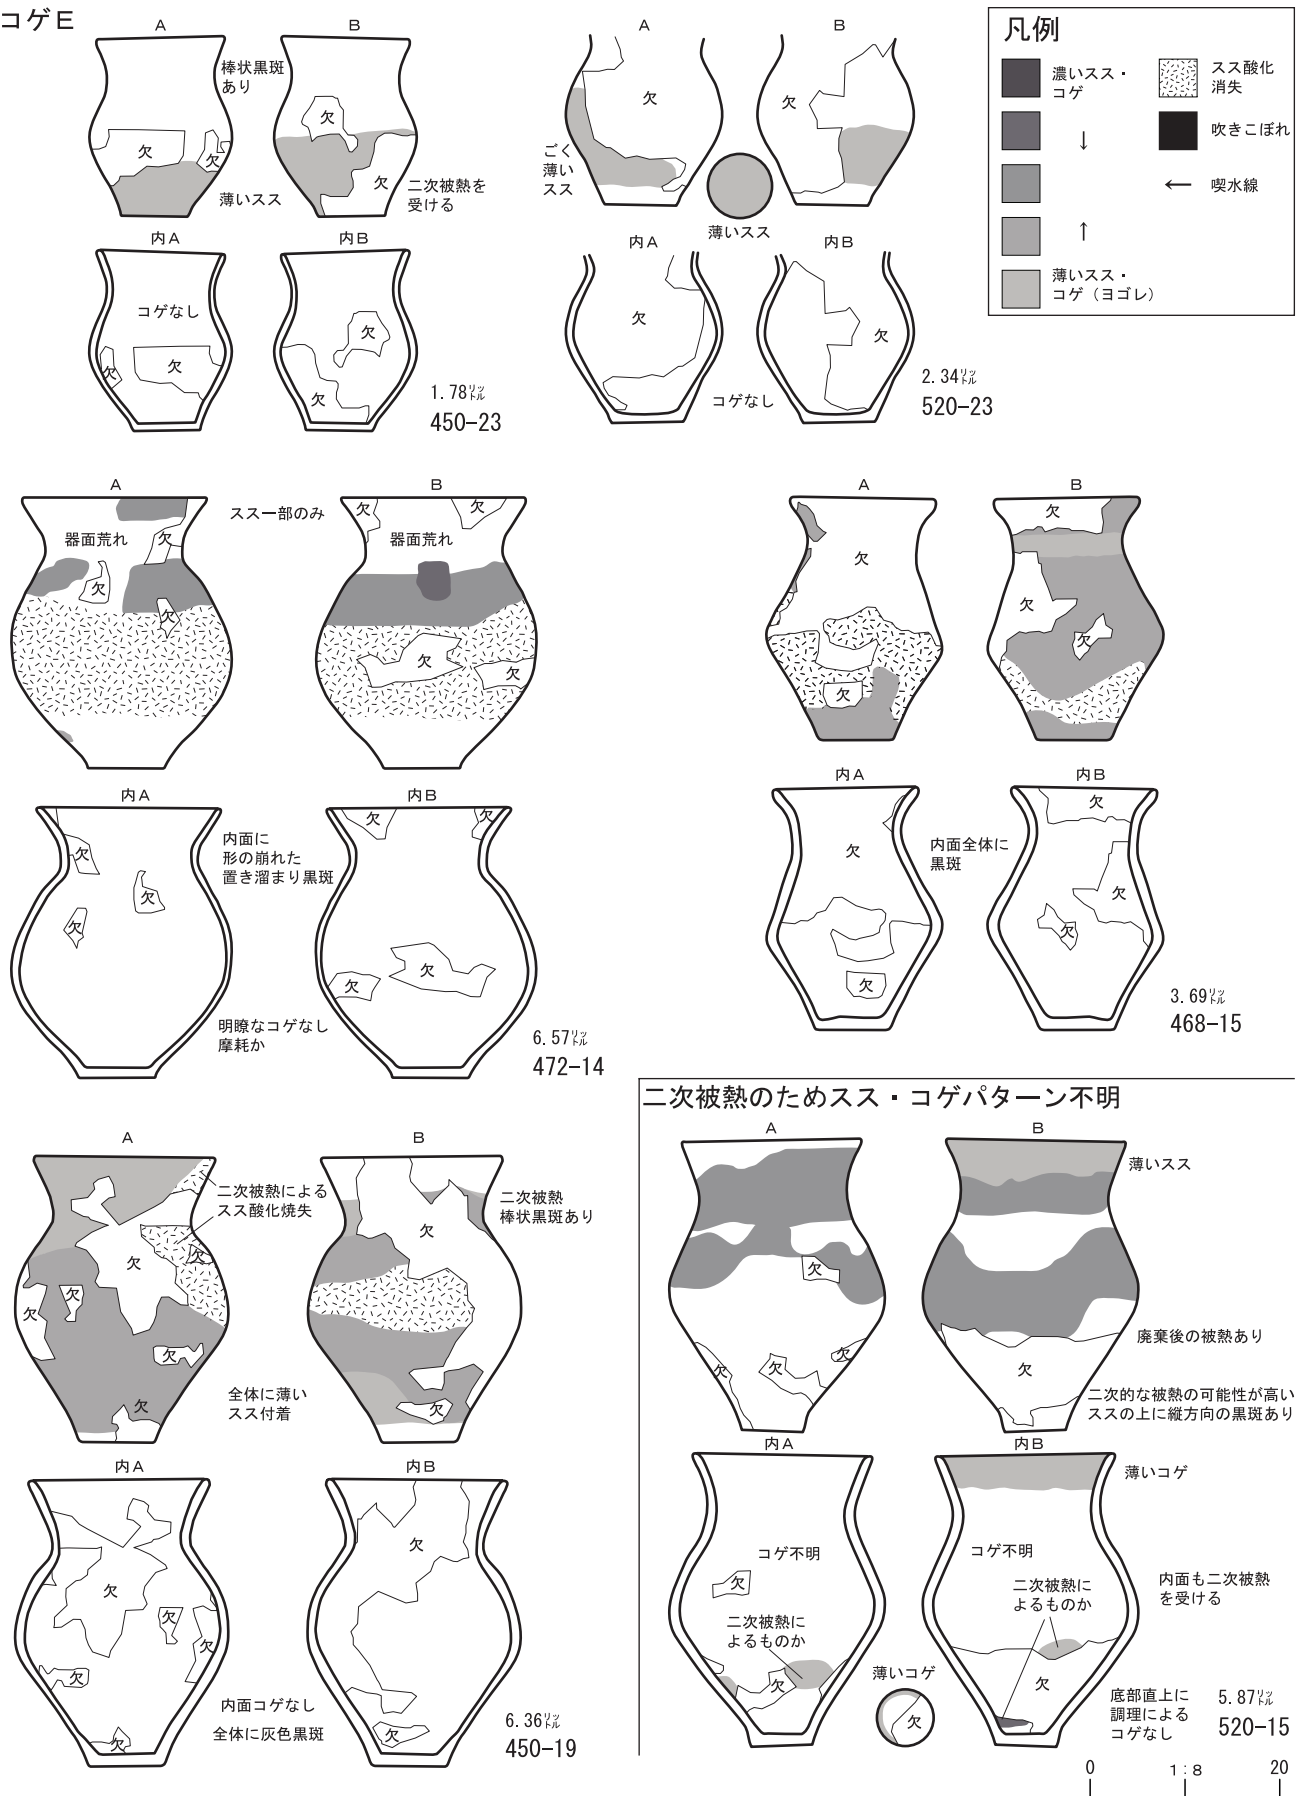 コゲE
A
B
棒状黒斑
あり
欠
欠
欠
欠
薄いスス
二次被熱を
受ける
内A
内B
コゲなし
欠
欠
欠
欠
1.78リットル
450-23
A
B
欠
欠
ごく
薄い
スス
薄いスス
内A
内B
欠
欠
コゲなし
2.34リットル
520-23
凡例
濃いスス・
コゲ
↓
↑
薄いスス・
コゲ（ヨゴレ）
スス酸化
消失
吹きこぼれ
← 喫水線
A
B
スス一部のみ
器面荒れ
欠
欠
欠
欠
欠
器面荒れ
欠
欠
内A
内B
内面に
形の崩れた
置き溜まり黒斑
欠
欠
欠
欠
欠
欠
欠
明瞭なコゲなし
摩耗か
6.57リットル
472-14
A
B
欠
欠
欠
欠
欠
内A
内B
内面全体に
黒斑
欠
欠
欠
欠
欠
3.69リットル
468-15
A
B
二次被熱による
スス酸化焼失
二次被熱
棒状黒斑あり
欠
欠
欠
欠
欠
欠
欠
欠
全体に薄い
スス付着
内A
内B
欠
欠
欠
欠
欠
欠
欠
内面コゲなし
全体に灰色黒斑
6.36リットル
450-19
二次被熱のためスス・コゲパターン不明
A
B
薄いスス
欠
欠
欠
欠
欠
廃棄後の被熱あり
二次的な被熱の可能性が高い
ススの上に縦方向の黒斑あり
内A
内B
薄いコゲ
コゲ不明
コゲ不明
欠
二次被熱に
よるものか
二次被熱に
よるものか
内面も二次被熱
を受ける
欠
欠
薄いコゲ
欠
底部直上に
調理による
コゲなし
5.87リットル
520-15
0 1:8 20